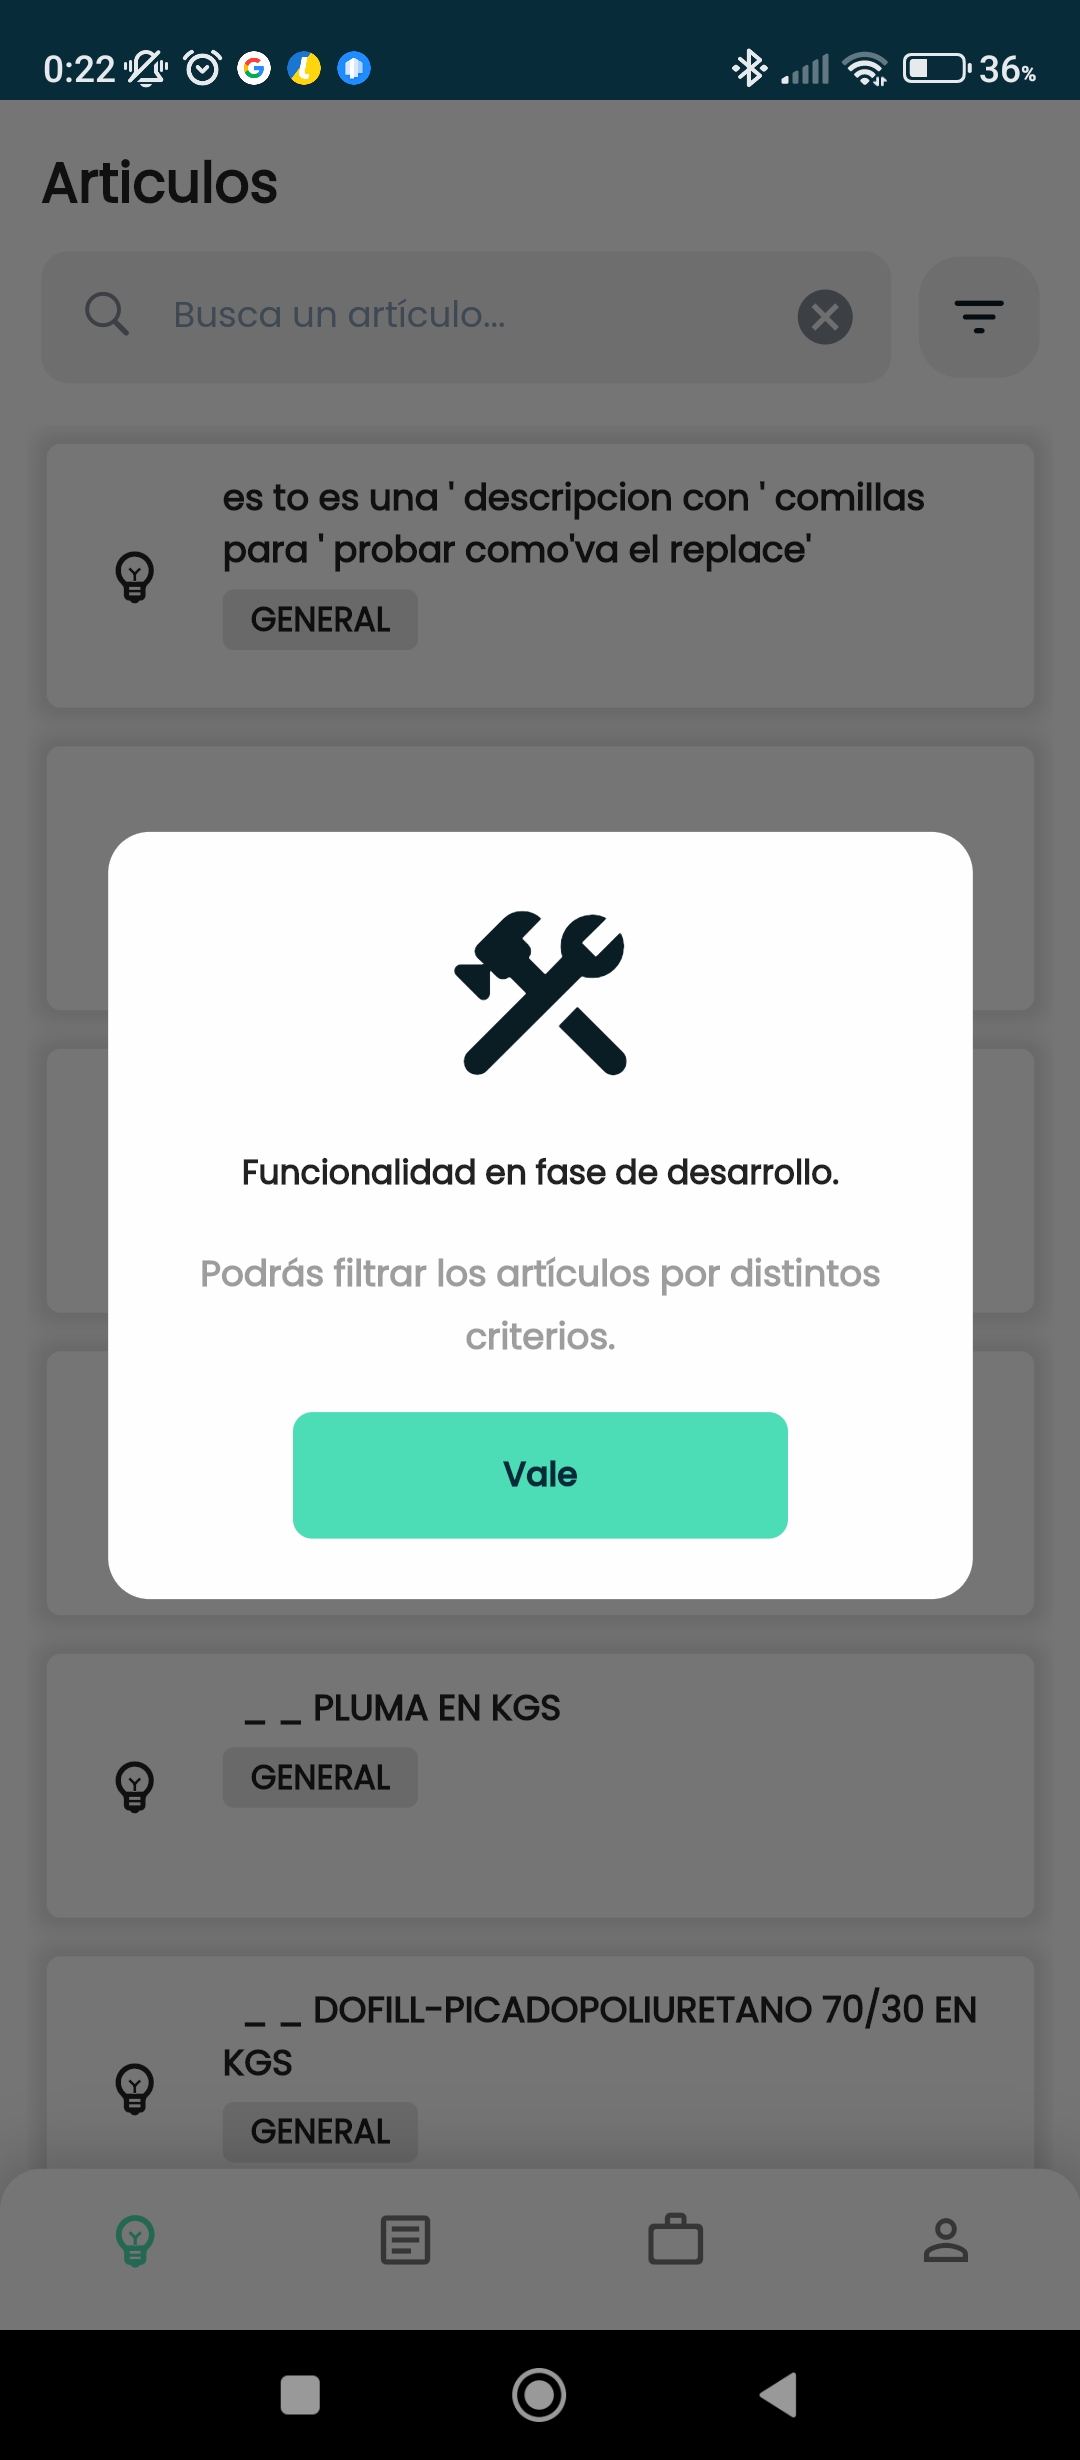 0:22
36%
Articulos
Busca un artículo...
es to es una ' descripcion con ' comillas
para ' probar como'va el replace'
GENERAL
Funcionalidad en fase de desarrollo.
Podrás filtrar los artículos por distintos
criterios.
Vale
_ _ PLUMA EN KGS
GENERAL
_ _ DOFILL-PICADOPOLIURETANO 70/30 EN
KGS
GENERAL